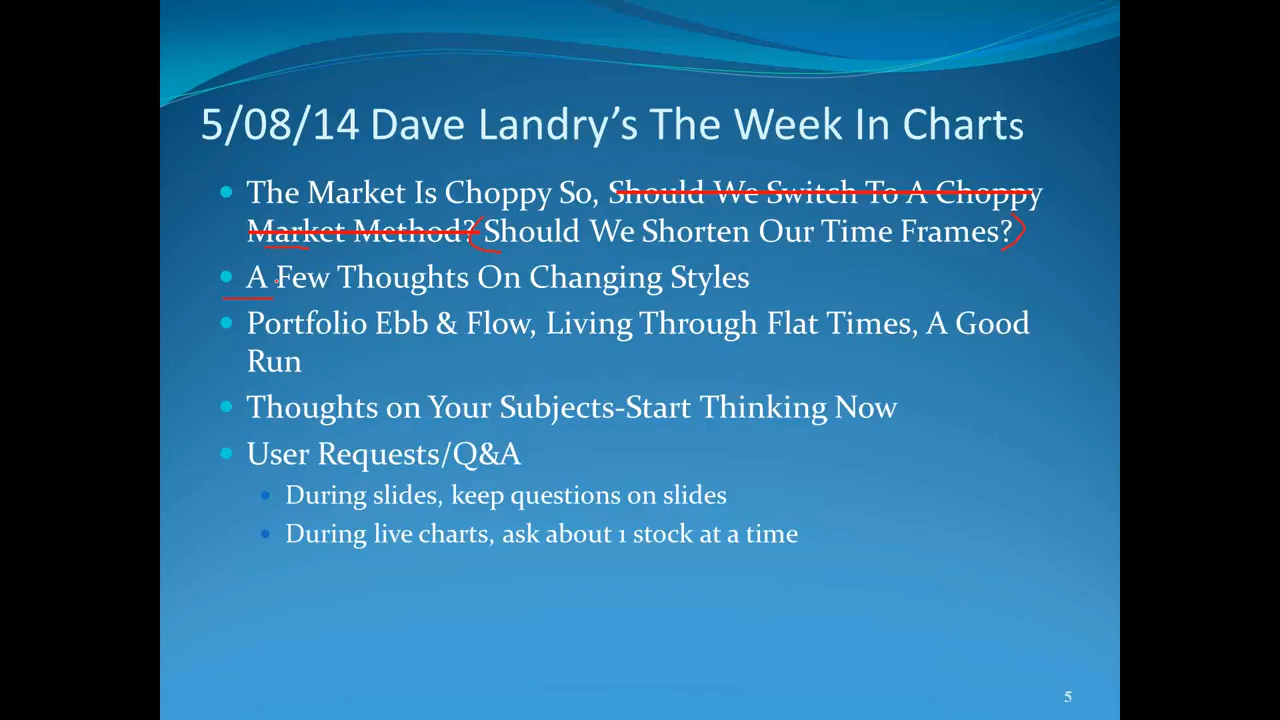 5/08/14 Dave Landry’s The Week In Charts
The Market Is Choppy So, Should We Switch To A Choppy
Market Method? Should We Shorten Our Time Frames?
A Few Thoughts On Changing Styles
Portfolio Ebb & Flow, Living Through Flat Times, A Good
Run
Thoughts on Your Subjects-Start Thinking Now
User Requests/Q&A
During slides, keep questions on slides
During live charts, ask about 1 stock at a time
5